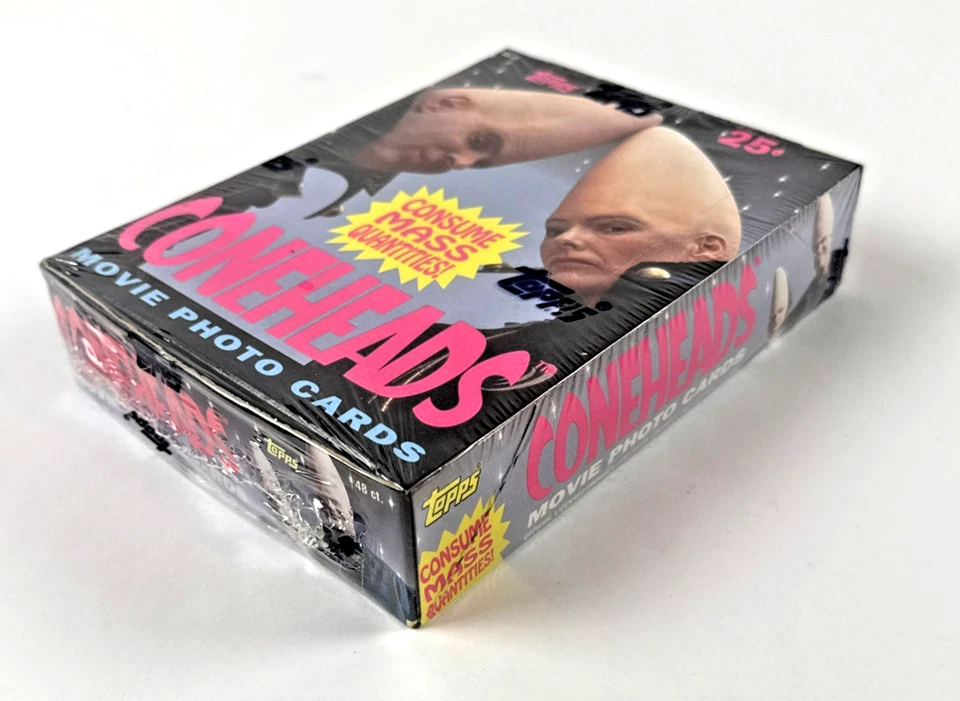 Topps
25¢
CONSUME
MASS
QUANTITIES!
Topps
CONEHEADS™
MOVIE PHOTO CARDS
CONEHEADS
Topps
48 ct.
Topps
CONSUME
MASS
QUANTITIES!
CONEHEADS
MOVIE PHOTO CARDS